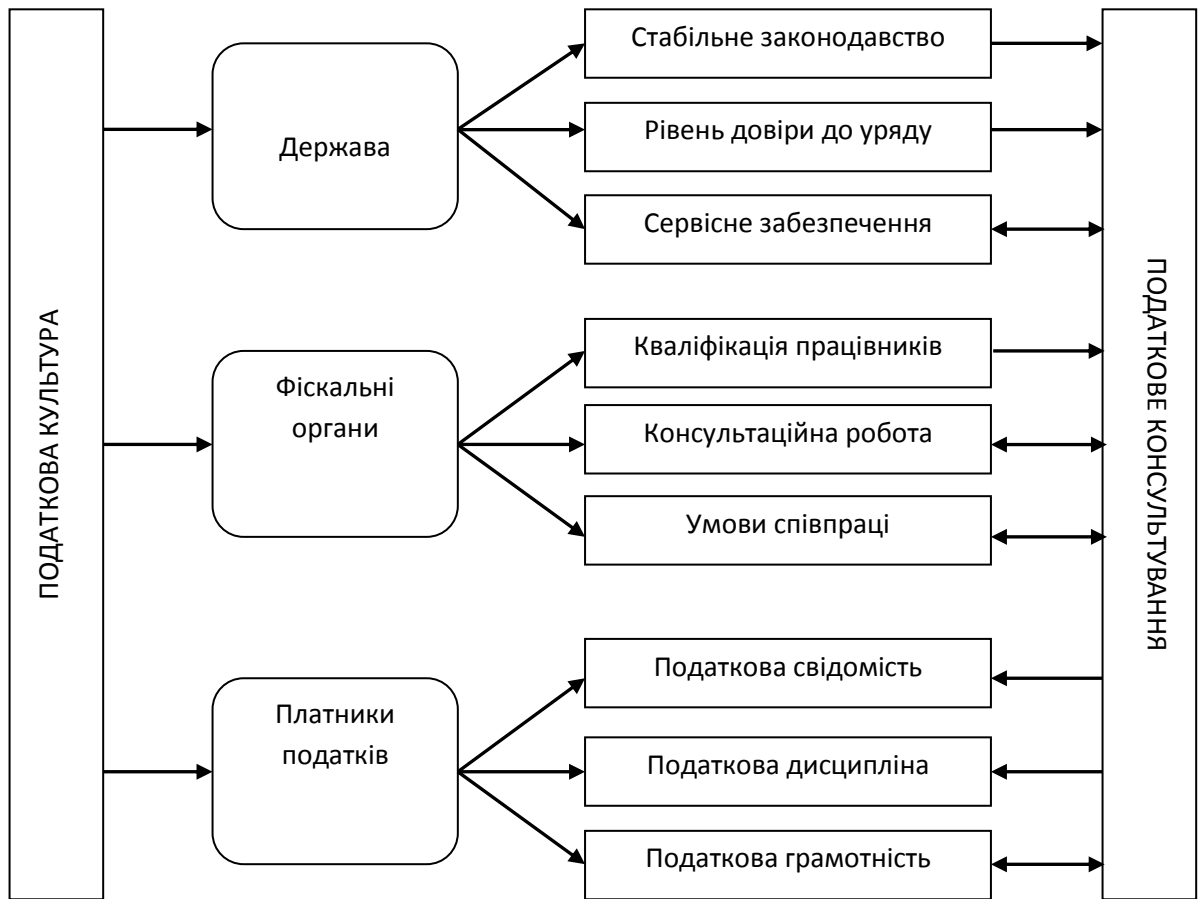 ПОДАТКОВА КУЛЬТУРА
Держава
Стабільне законодавство
Рівень довіри до уряду
Сервісне забезпечення
Фіскальні
органи
Кваліфікація працівників
Консультаційна робота
Умови співпраці
Платники
податків
Податкова свідомість
Податкова дисципліна
Податкова грамотність
ПОДАТКОВЕ КОНСУЛЬТУВАННЯ